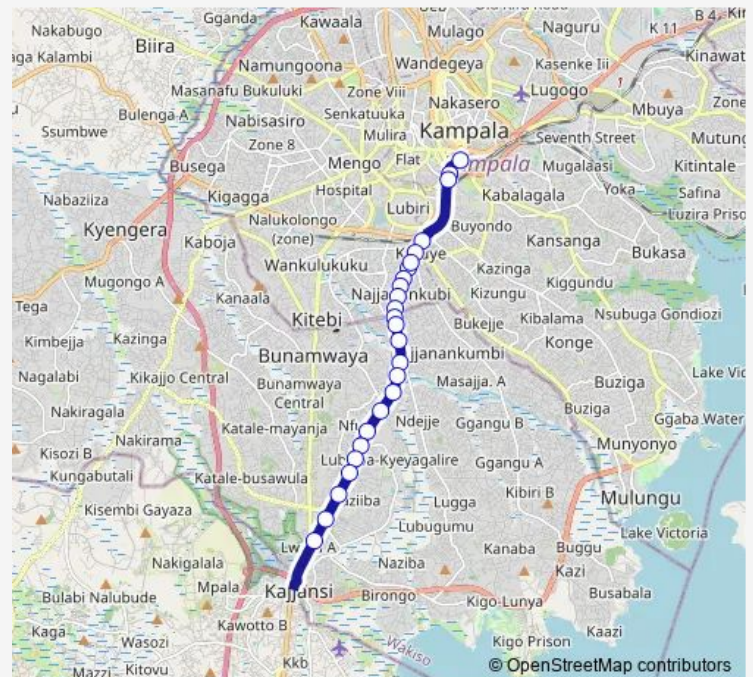 Gganda
Kawaala
Mulago
Naguru
K 11
B 4
Nakabugo
Biira
Namungoona
Wandegeya
Kasenke Iii
Kinawat
aga Kalambi
Masanafu Bukuluki
Zone Viii
Nakasero
1
Lugogo
Bulenga A
Senkatuuka
Mbuya
Zone
Ssumbwe
Nabisasiro
Mulira
Kampala
Seventh Street
Mutung
Zone 8
Mengo
Flat
Kampala
Mugalaasi
Kitintale
Busega
Hospital
Yoka
Safina
Kigagga
Lubiri
Kabalagala
Luzira Priso
Nabaziiza
Nalukolongo
(zone)
Buyondo
Kyengera
Kaboja
Kansanga
Bukasa
Wankulukuku
Kazinga
Mugongo A
Kiggundu
Tega
Kanaala
Kizungu
Nsubuga Gondiozi
Kitebi
Bukejje
Kibalama
Kimbejja
Kazinga
Konge
Bunamwaya
Nagalabi
Kikajjo Central
Bunamwaya
Central
Masajja. A
Buziga
Lake Vic
Nakiragala
Buziga
Katale-mayanja
Ndejje
Ggangu B
Ggaba Water
Nakirama
Munyonyo
Kisozi B
Kungabutali
Katale-busawula
Ggangu A
Kisembi Gayaza
Lugga
Kibiri B
Mulungu
Lubugumu
Lake Victoria
Nakigalala
Kanaba
Buggu
Naziba
Kazi
Mpala
Kajjansi
Bulabi Nalubude
Birongo
Kigo-Lunya
Busabala
Kawotto B
Kaga
Wasozi
Kaazi
Wakiso
Kigo Prison
Kkb
Mazzi
Kitovu
© OpenStreetMap contributors